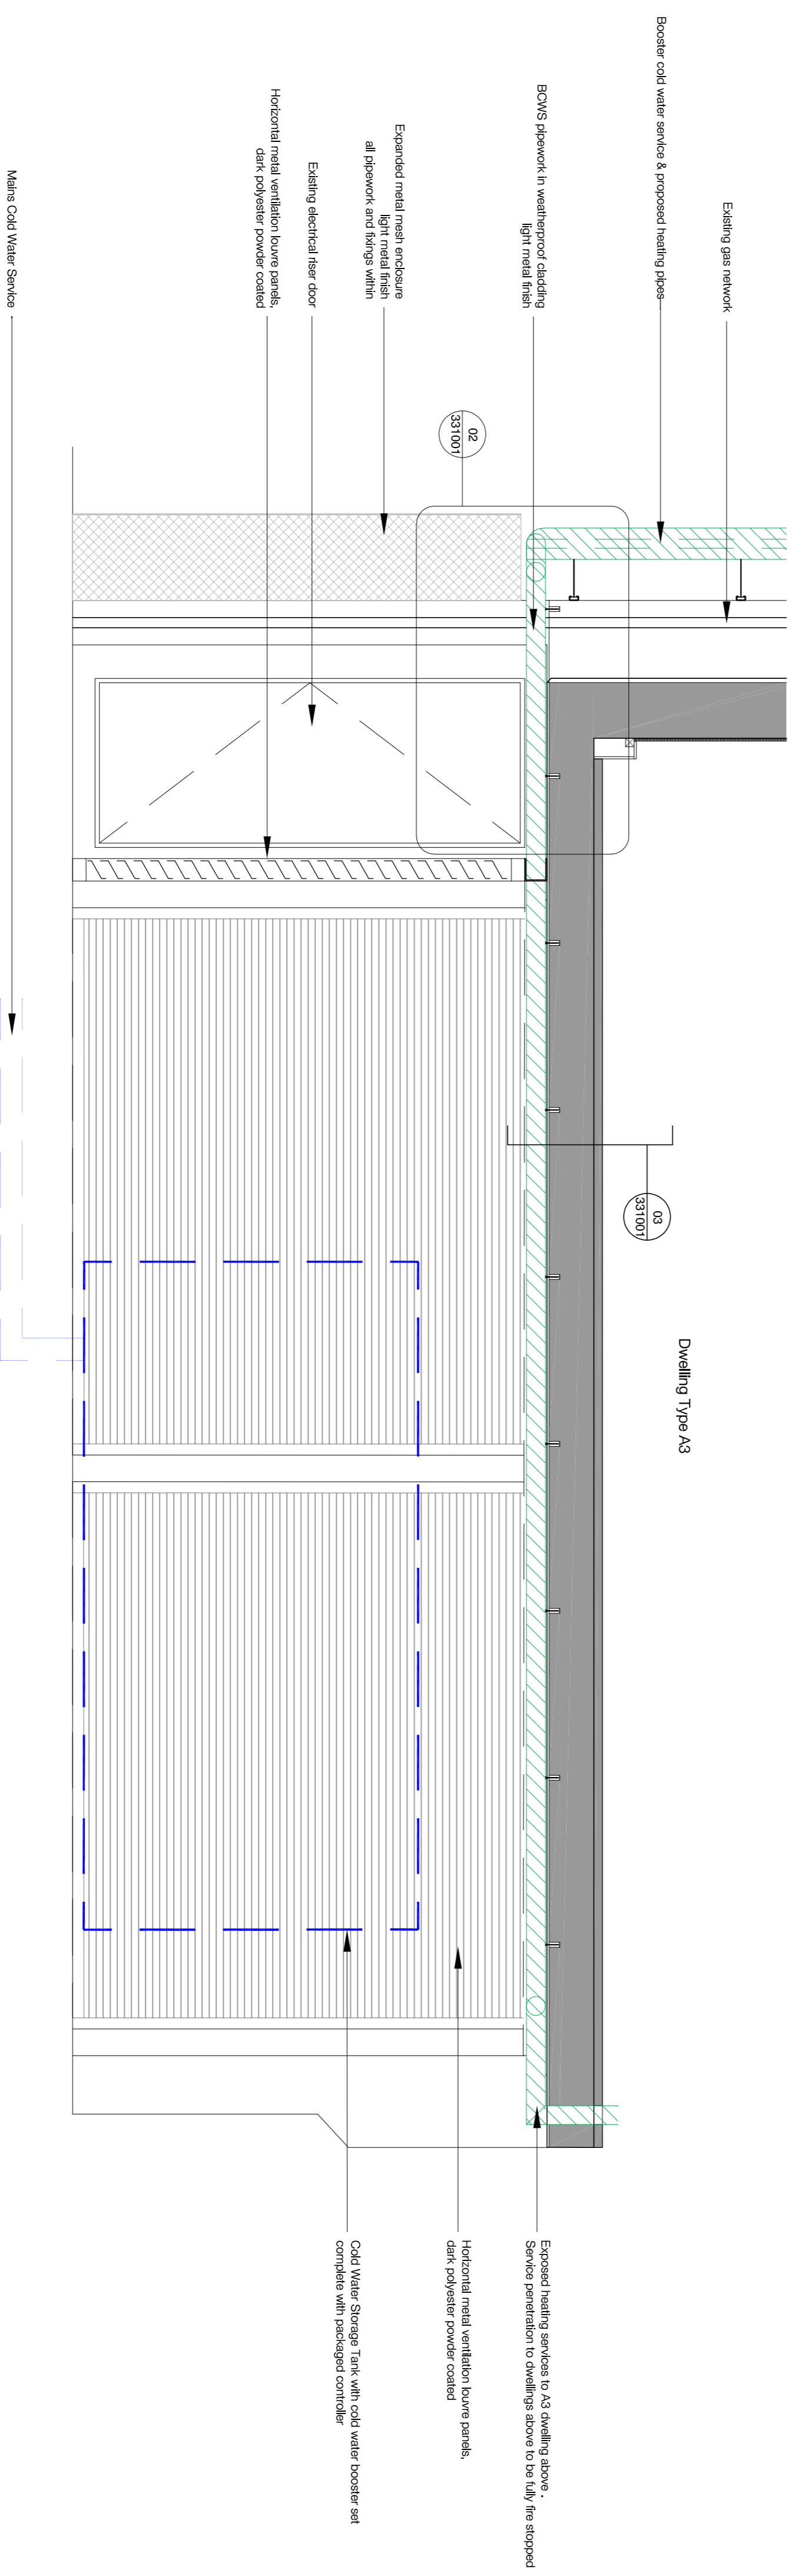 Existing gas network
Booster cold water service & proposed heating pipes
BCWS pipework in weatherproof cladding
light metal finish
Expanded metal mesh enclosure
light metal finish
all pipework and fixings within
Existing electrical riser door
Horizontal metal ventilation louvre panels,
dark polyester powder coated
Mains Cold Water Service
02
331001
03
331001
Dwelling Type A3
Exposed heating services to A3 dwelling above .
Service penetration to dwellings above to be fully fire stopped
Horizontal metal ventilation louvre panels,
dark polyester powder coated
Cold Water Storage Tank with cold water booster set
complete with packaged controller